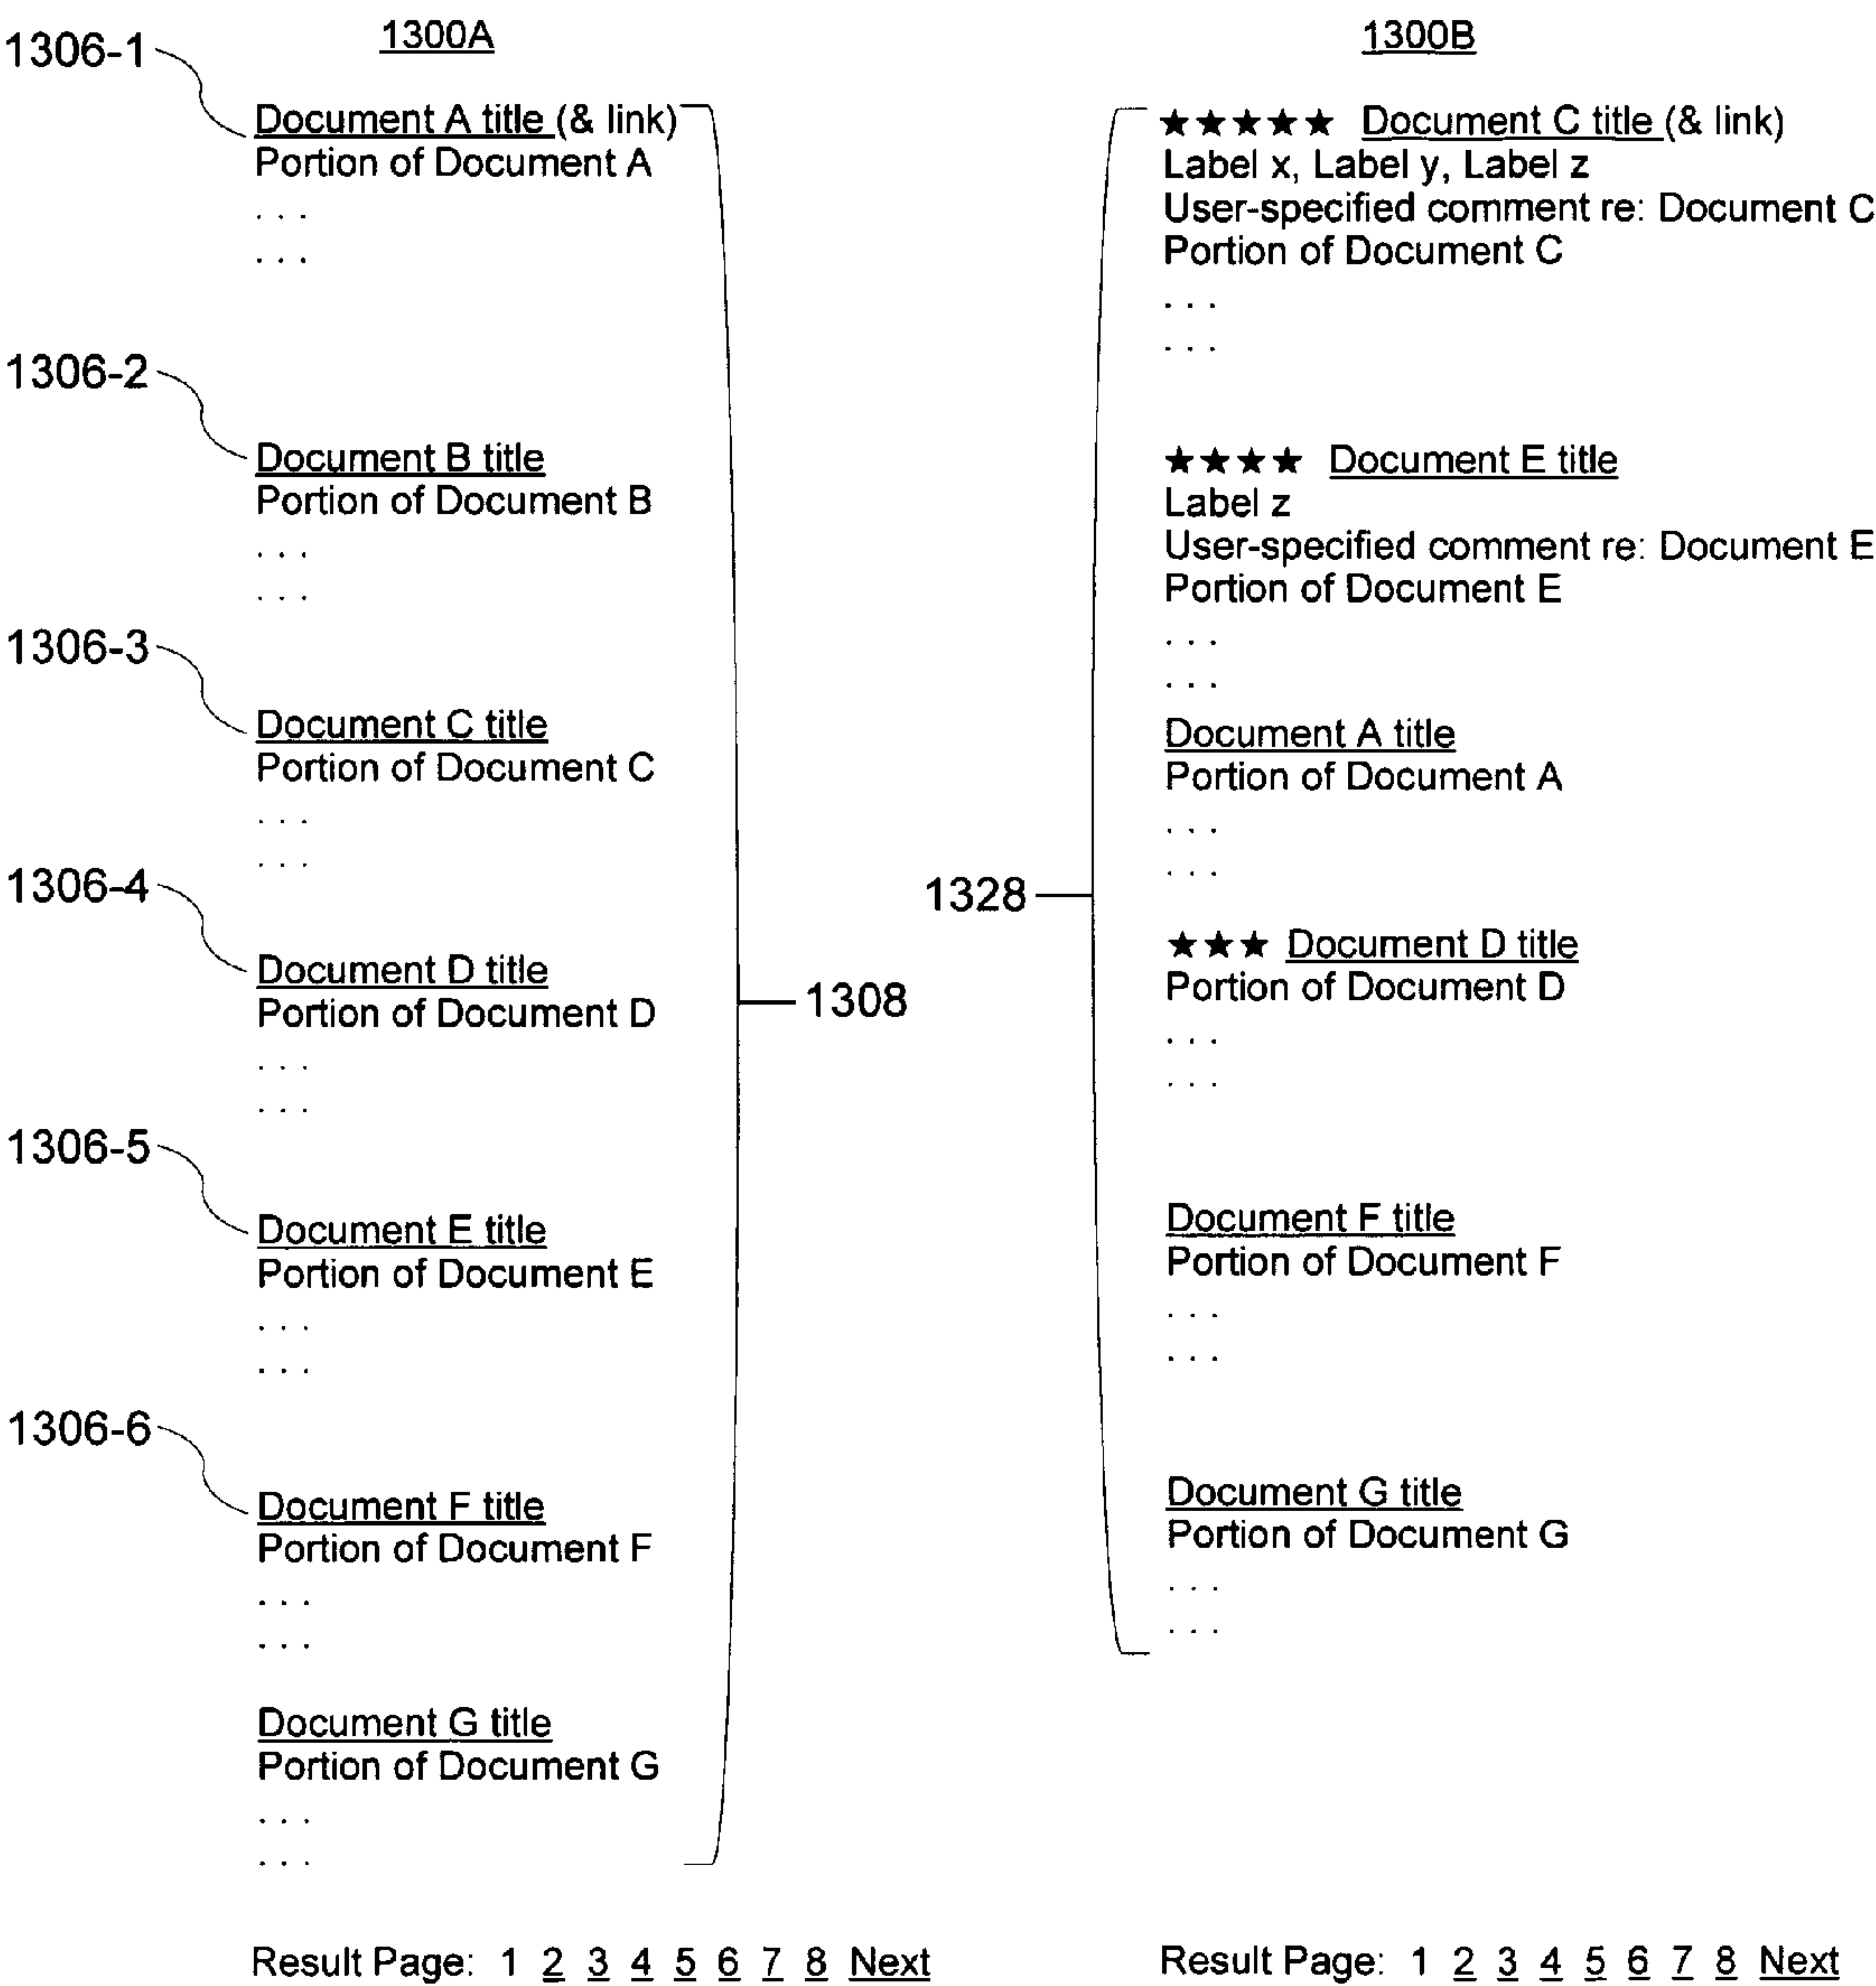 1300A
1306-1
Document A title (& link)
Portion of Document A
. . .
. . .
1306-2
Document B title
Portion of Document B
. . .
. . .
1306-3
Document C title
Portion of Document C
. . .
. . .
1306-4
Document D title
Portion of Document D
. . .
. . .
1306-5
Document E title
Portion of Document E
. . .
. . .
1306-6
Document F title
Portion of Document F
. . .
. . .
Document G title
Portion of Document G
. . .
. . .
1308
Result Page: 1 2 3 4 5 6 7 8 Next
1300B
★★★★★ Document C title (& link)
Label x, Label y, Label z
User-specified comment re: Document C
Portion of Document C
. . .
. . .
★★★★ Document E title
Label z
User-specified comment re: Document E
Portion of Document E
. . .
. . .
Document A title
Portion of Document A
. . .
. . .
1328
★★★ Document D title
Portion of Document D
. . .
. . .
Document F title
Portion of Document F
. . .
. . .
Document G title
Portion of Document G
. . .
. . .
Result Page: 1 2 3 4 5 6 7 8 Next